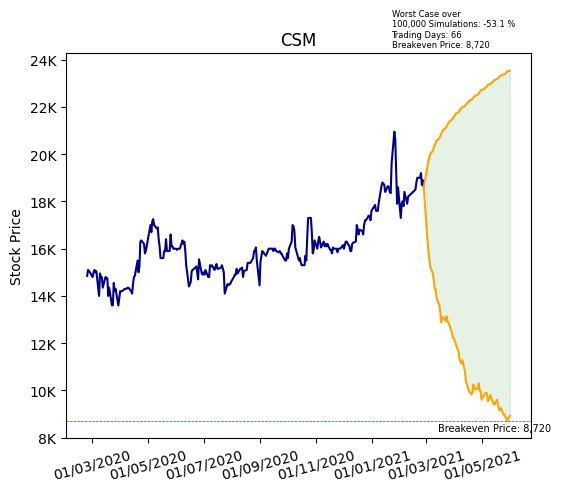 Worst Case over
100,000 Simulations: -53.1 %
Trading Days: 66
Breakeven Price: 8,720
CSM
24K
22K
20K
18K
16K
14K
12K
10K
8K
Stock Price
Breakeven Price: 8,720
01/03/2020
01/05/2020
01/07/2020
01/09/2020
01/11/2020
01/01/2021
01/03/2021
01/05/2021